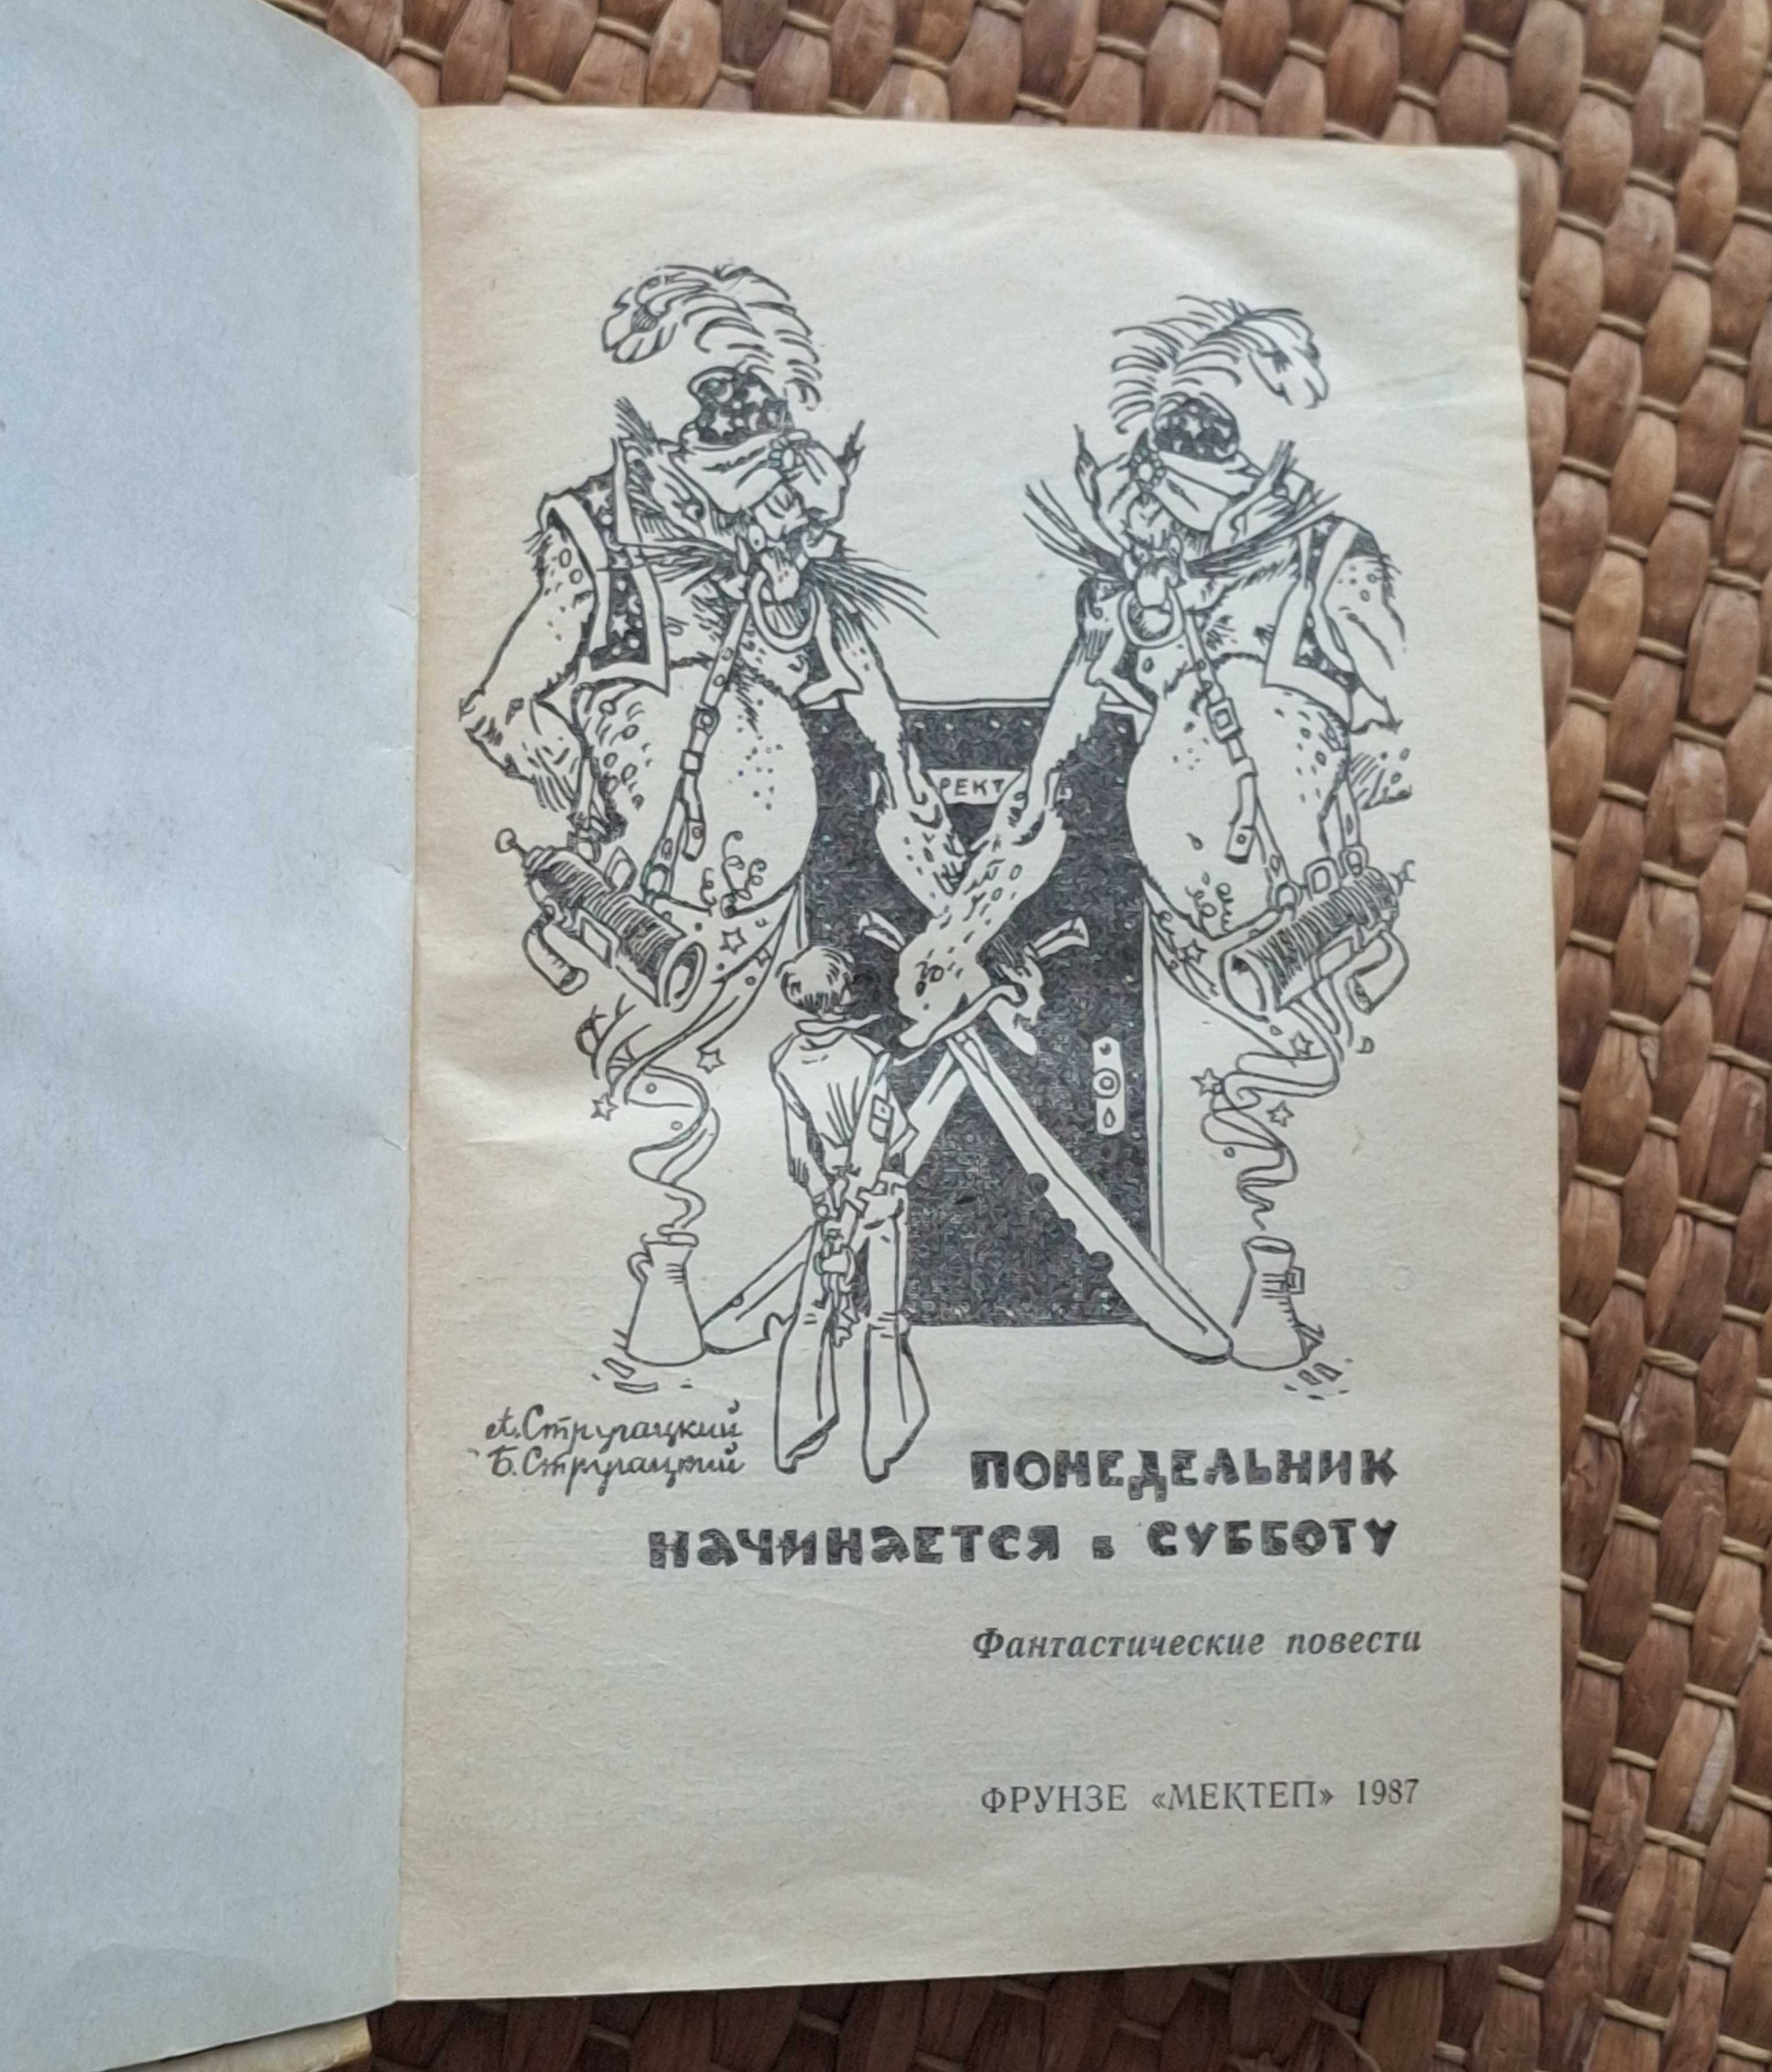 РЕКТ
А. Стругацкий
Б. Стругацкий
ПОНЕДЕЛЬНИК
НАЧИНАЕТСЯ в СУББОТУ
Фантастические повести
ФРУНЗЕ «МЕКТЕП» 1987